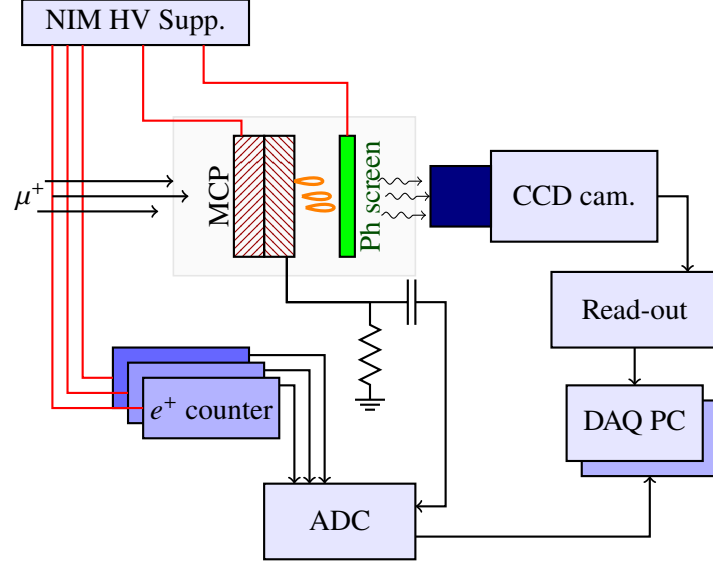 NIM HV Supp.
μ⁺
MCP
Ph screen
CCD cam.
Read-out
e⁺ counter
DAQ PC
ADC